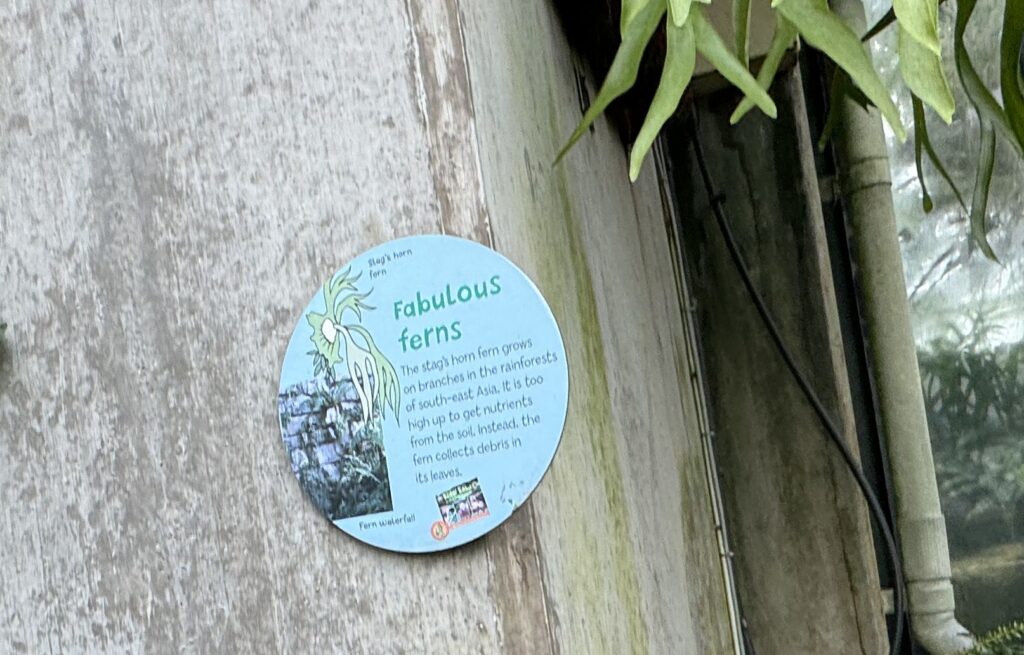 Stag's horn
fern
Fabulous
ferns
The stag's horn fern grows
on branches in the rainforests
of south-east Asia. It is too
high up to get nutrients
from the soil. Instead, the
fern collects debris in
its leaves.
Fern waterfall